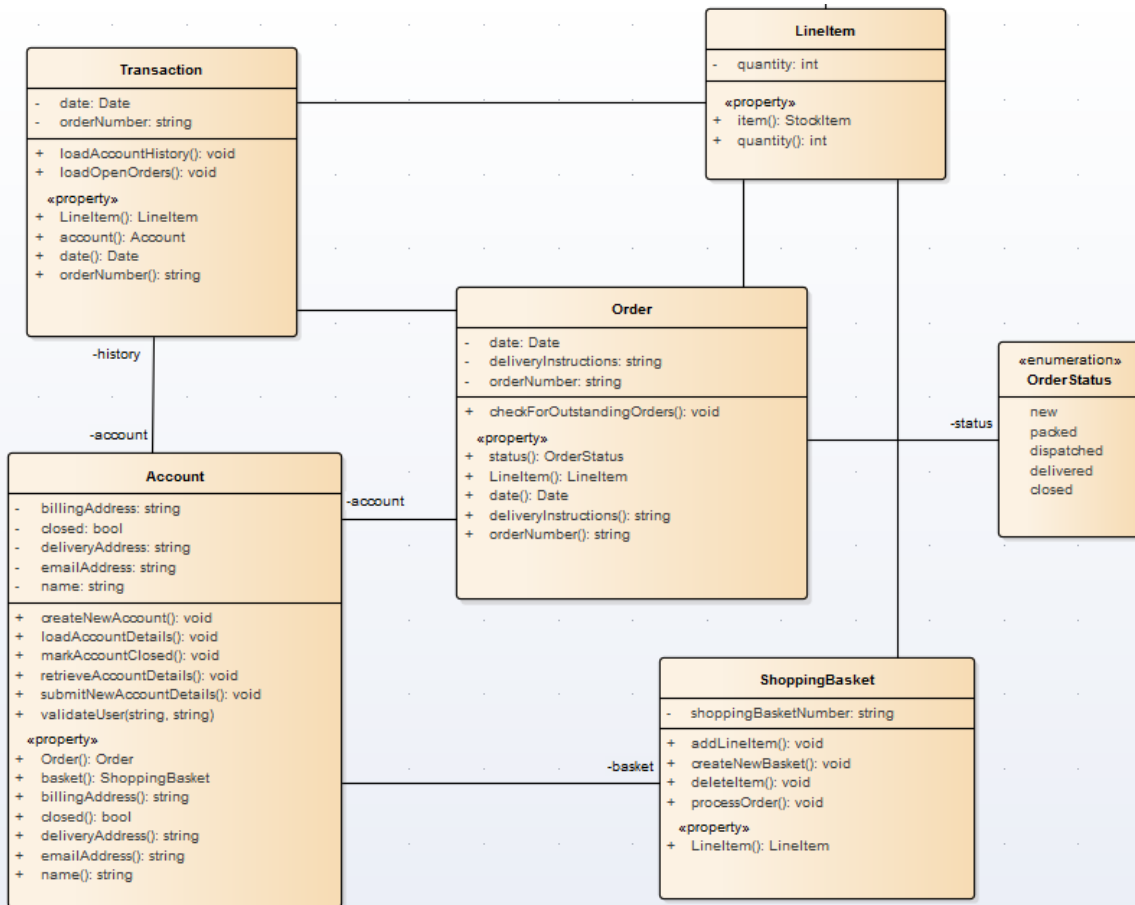 LineItem
- quantity: int
«property»
+ item(): StockItem
+ quantity(): int
Transaction
- date: Date
- orderNumber: string
+ loadAccountHistory(): void
+ loadOpenOrders(): void
«property»
+ LineItem(): LineItem
+ account(): Account
+ date(): Date
+ orderNumber(): string
-history
-account
Order
- date: Date
- deliveryInstructions: string
- orderNumber: string
+ checkForOutstandingOrders(): void
«property»
+ status(): OrderStatus
+ LineItem(): LineItem
+ date(): Date
+ deliveryInstructions(): string
+ orderNumber(): string
-status
«enumeration»
OrderStatus
new
packed
dispatched
delivered
closed
-account
Account
- billingAddress: string
- closed: bool
- deliveryAddress: string
- emailAddress: string
- name: string
+ createNewAccount(): void
+ loadAccountDetails(): void
+ markAccountClosed(): void
+ retrieveAccountDetails(): void
+ submitNewAccountDetails(): void
+ validateUser(string, string)
«property»
+ Order(): Order
+ basket(): ShoppingBasket
+ billingAddress(): string
+ closed(): bool
+ deliveryAddress(): string
+ emailAddress(): string
+ name(): string
-basket
ShoppingBasket
- shoppingBasketNumber: string
+ addLineItem(): void
+ createNewBasket(): void
+ deleteItem(): void
+ processOrder(): void
«property»
+ LineItem(): LineItem